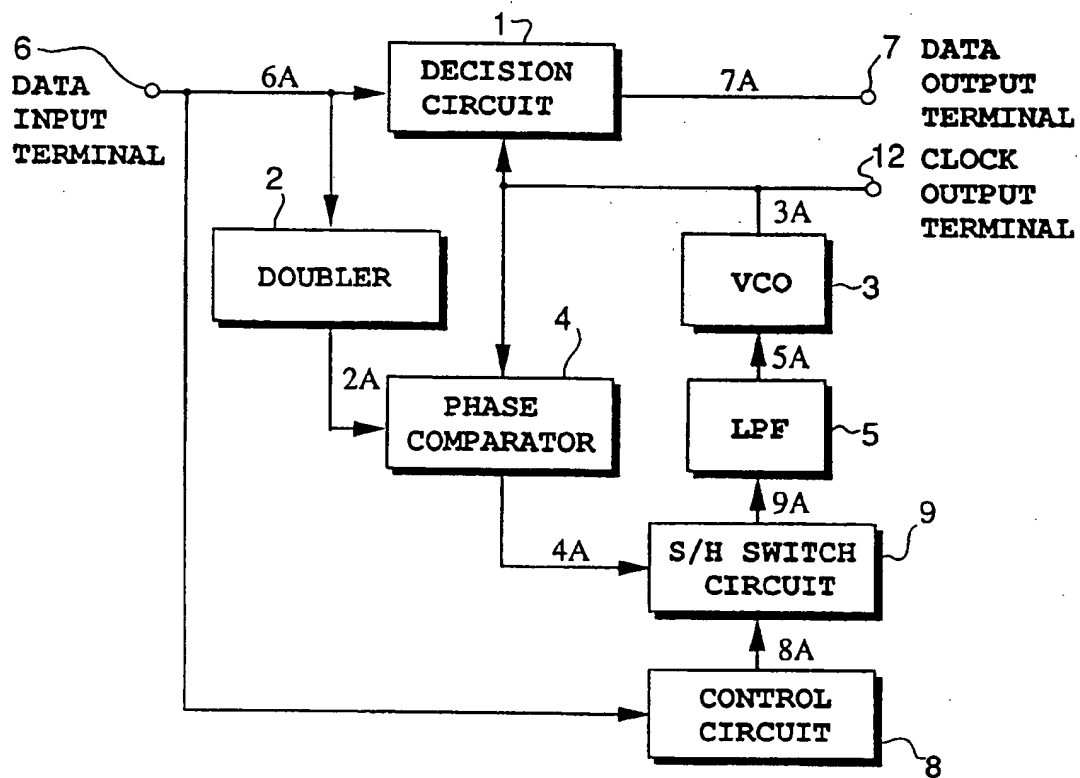 1
6
DATA
INPUT
TERMINAL
6A
DECISION
CIRCUIT
7A
7
DATA
OUTPUT
TERMINAL
12
CLOCK
OUTPUT
TERMINAL
2
DOUBLER
3A
VCO
3
2A
4
PHASE
COMPARATOR
5A
LPF
5
4A
9A
S/H SWITCH
CIRCUIT
9
8A
CONTROL
CIRCUIT
8